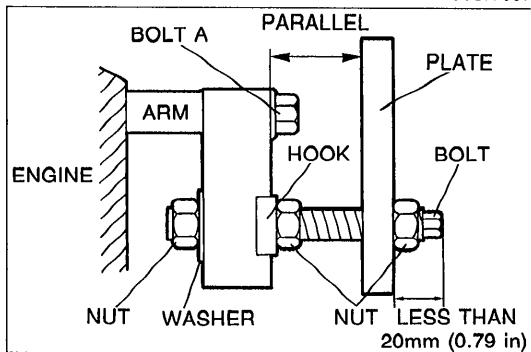 PARALLEL
BOLT A
PLATE
ARM
HOOK
BOLT
ENGINE
NUT
WASHER
NUT
LESS THAN
20mm (0.79 in)